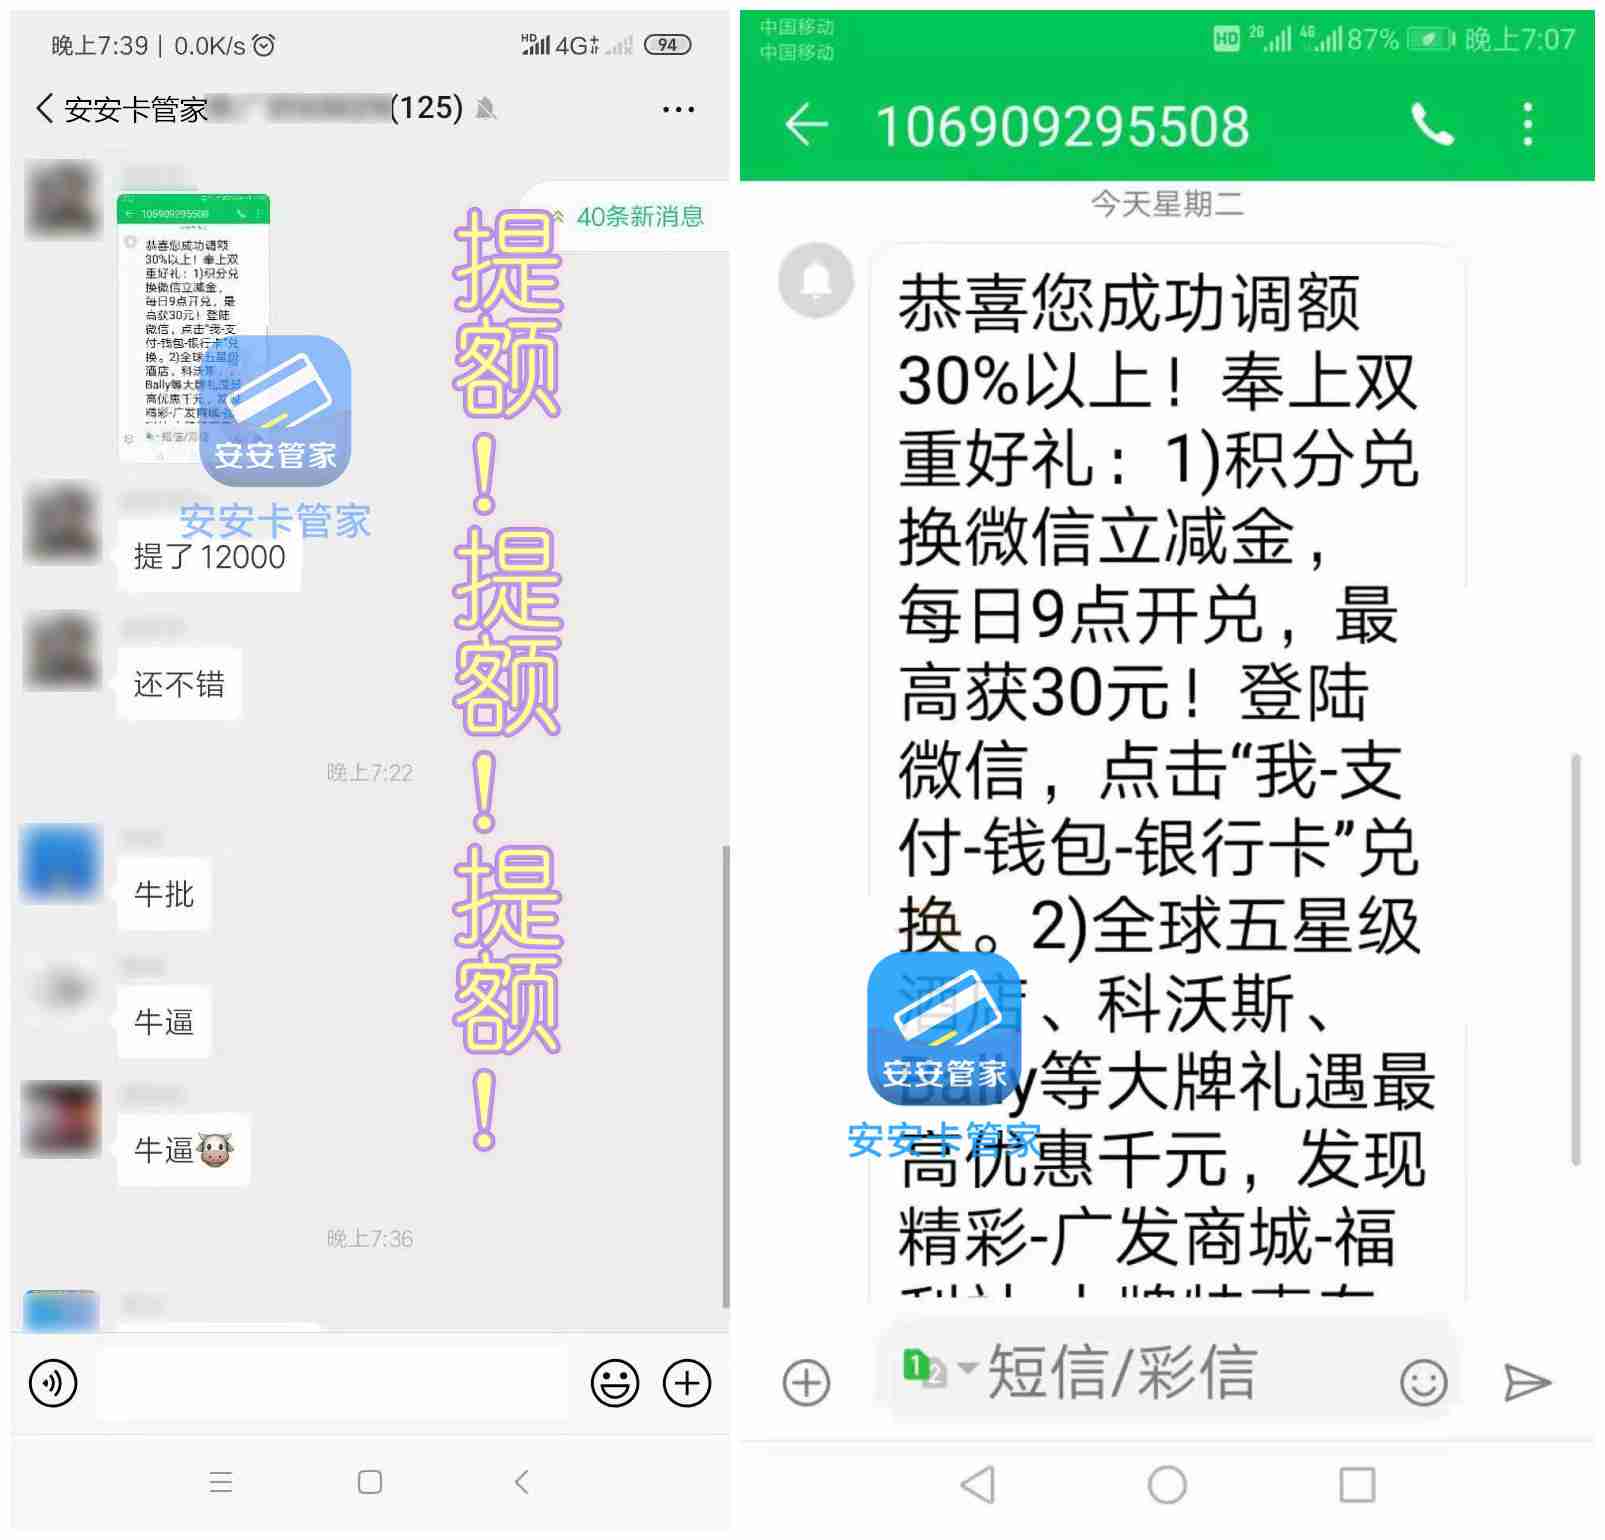 晚上7:39 | 0.0K/s
HD 4G 94
安安卡管家
(125)
40条新消息
106909295508
恭喜您成功调额
30%以上！奉上双
重好礼：1)积分兑
换微信立减金，
每日9点开兑，最
高获30元！登陆
微信，点击“我-支
付-钱包-银行卡”兑
换。2)全球五星级
酒店、科沃斯、
Bally等大牌礼遇最
高优惠千元，发现
精彩-广发商城-福
短信/彩信
安安管家
安安卡管家
提了12000
还不错
晚上7:22
牛批
牛逼
牛逼
晚上7:36
提额！提额！提额！
中国移动
中国移动
HD 2G 4G 87% 晚上7:07
106909295508
今天星期二
恭喜您成功调额
30%以上！奉上双
重好礼：1)积分兑
换微信立减金，
每日9点开兑，最
高获30元！登陆
微信，点击“我-支
付-钱包-银行卡”兑
换。2)全球五星级
酒店、科沃斯、
Bally等大牌礼遇最
高优惠千元，发现
精彩-广发商城-福
安安管家
安安卡管家
1 2 短信/彩信